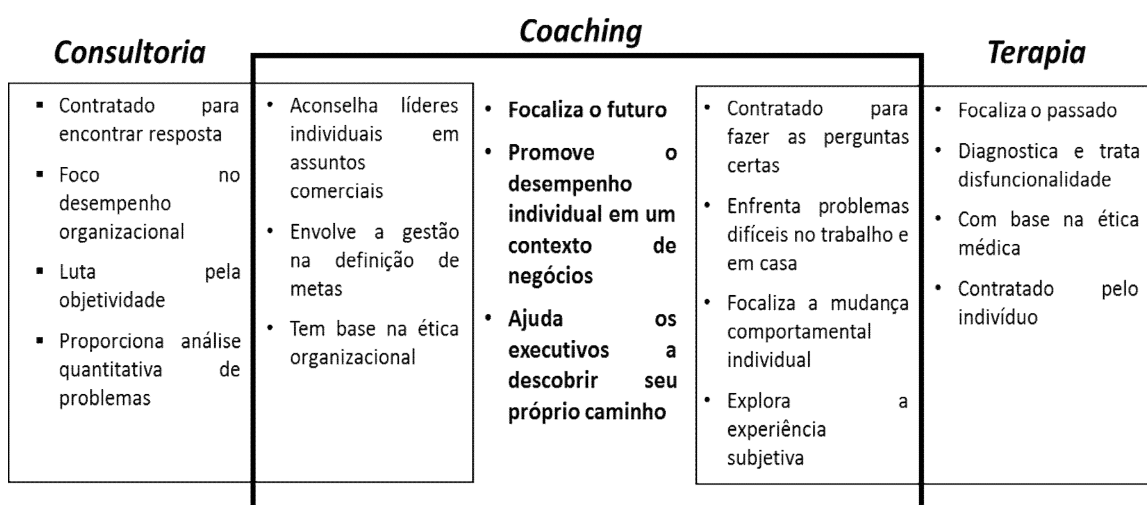 Coaching
Consultoria
Terapia
▪ Contratado para
encontrar resposta
▪ Foco no
desempenho
organizacional
▪ Luta pela
objetividade
▪ Proporciona análise
quantitativa de
problemas
• Aconselha líderes
individuais em
assuntos
comerciais
• Envolve a gestão
na definição de
metas
• Tem base na ética
organizacional
• Focaliza o futuro
• Promove o
desempenho
individual em um
contexto de
negócios
• Ajuda os
executivos a
descobrir seu
próprio caminho
• Contratado para
fazer as perguntas
certas
• Enfrenta problemas
difíceis no trabalho e
em casa
• Focaliza a mudança
comportamental
individual
• Explora a
experiência
subjetiva
• Focaliza o passado
• Diagnostica e trata
disfuncionalidade
• Com base na ética
médica
• Contratado pelo
indivíduo